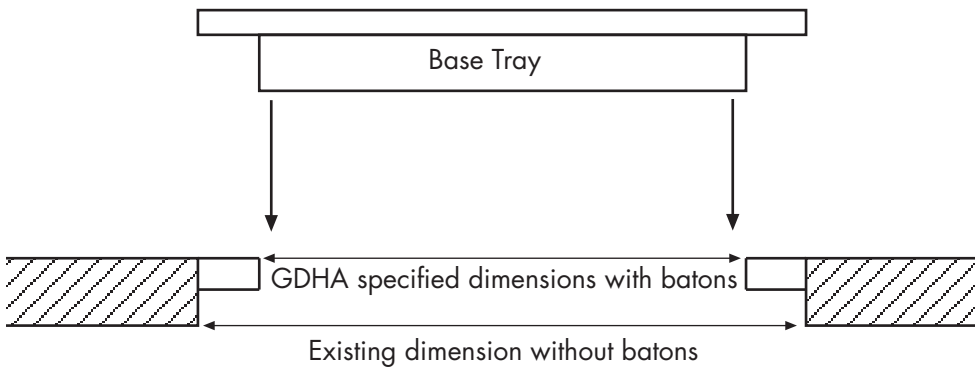 Base Tray
GDHA specified dimensions with batons
Existing dimension without batons